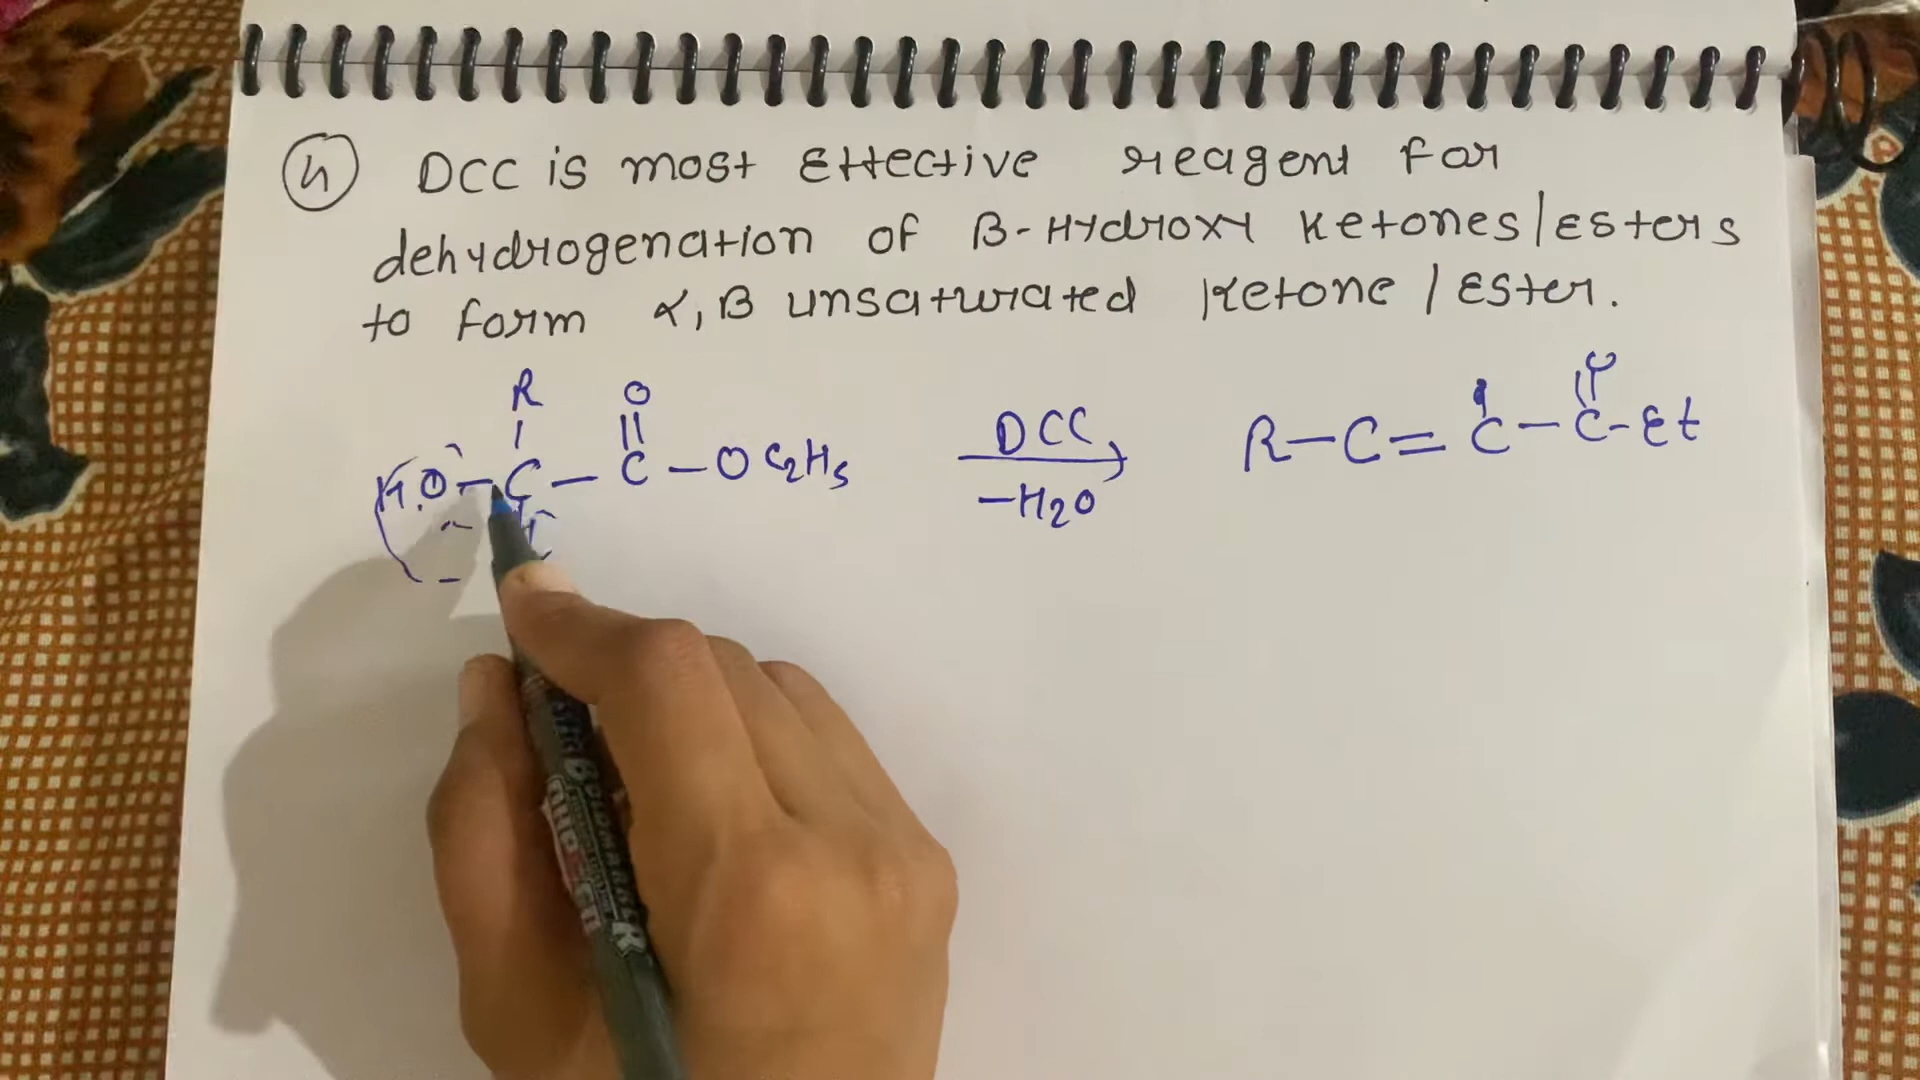 4 DCC is most Effective reagent for
dehydrogenation of β-Hydroxy Ketones/Esters
to form α,β unsaturated Ketone / Ester.
R O
HO-C-C-OC2H5
DCC
-H2O
R-C=C-C-Et